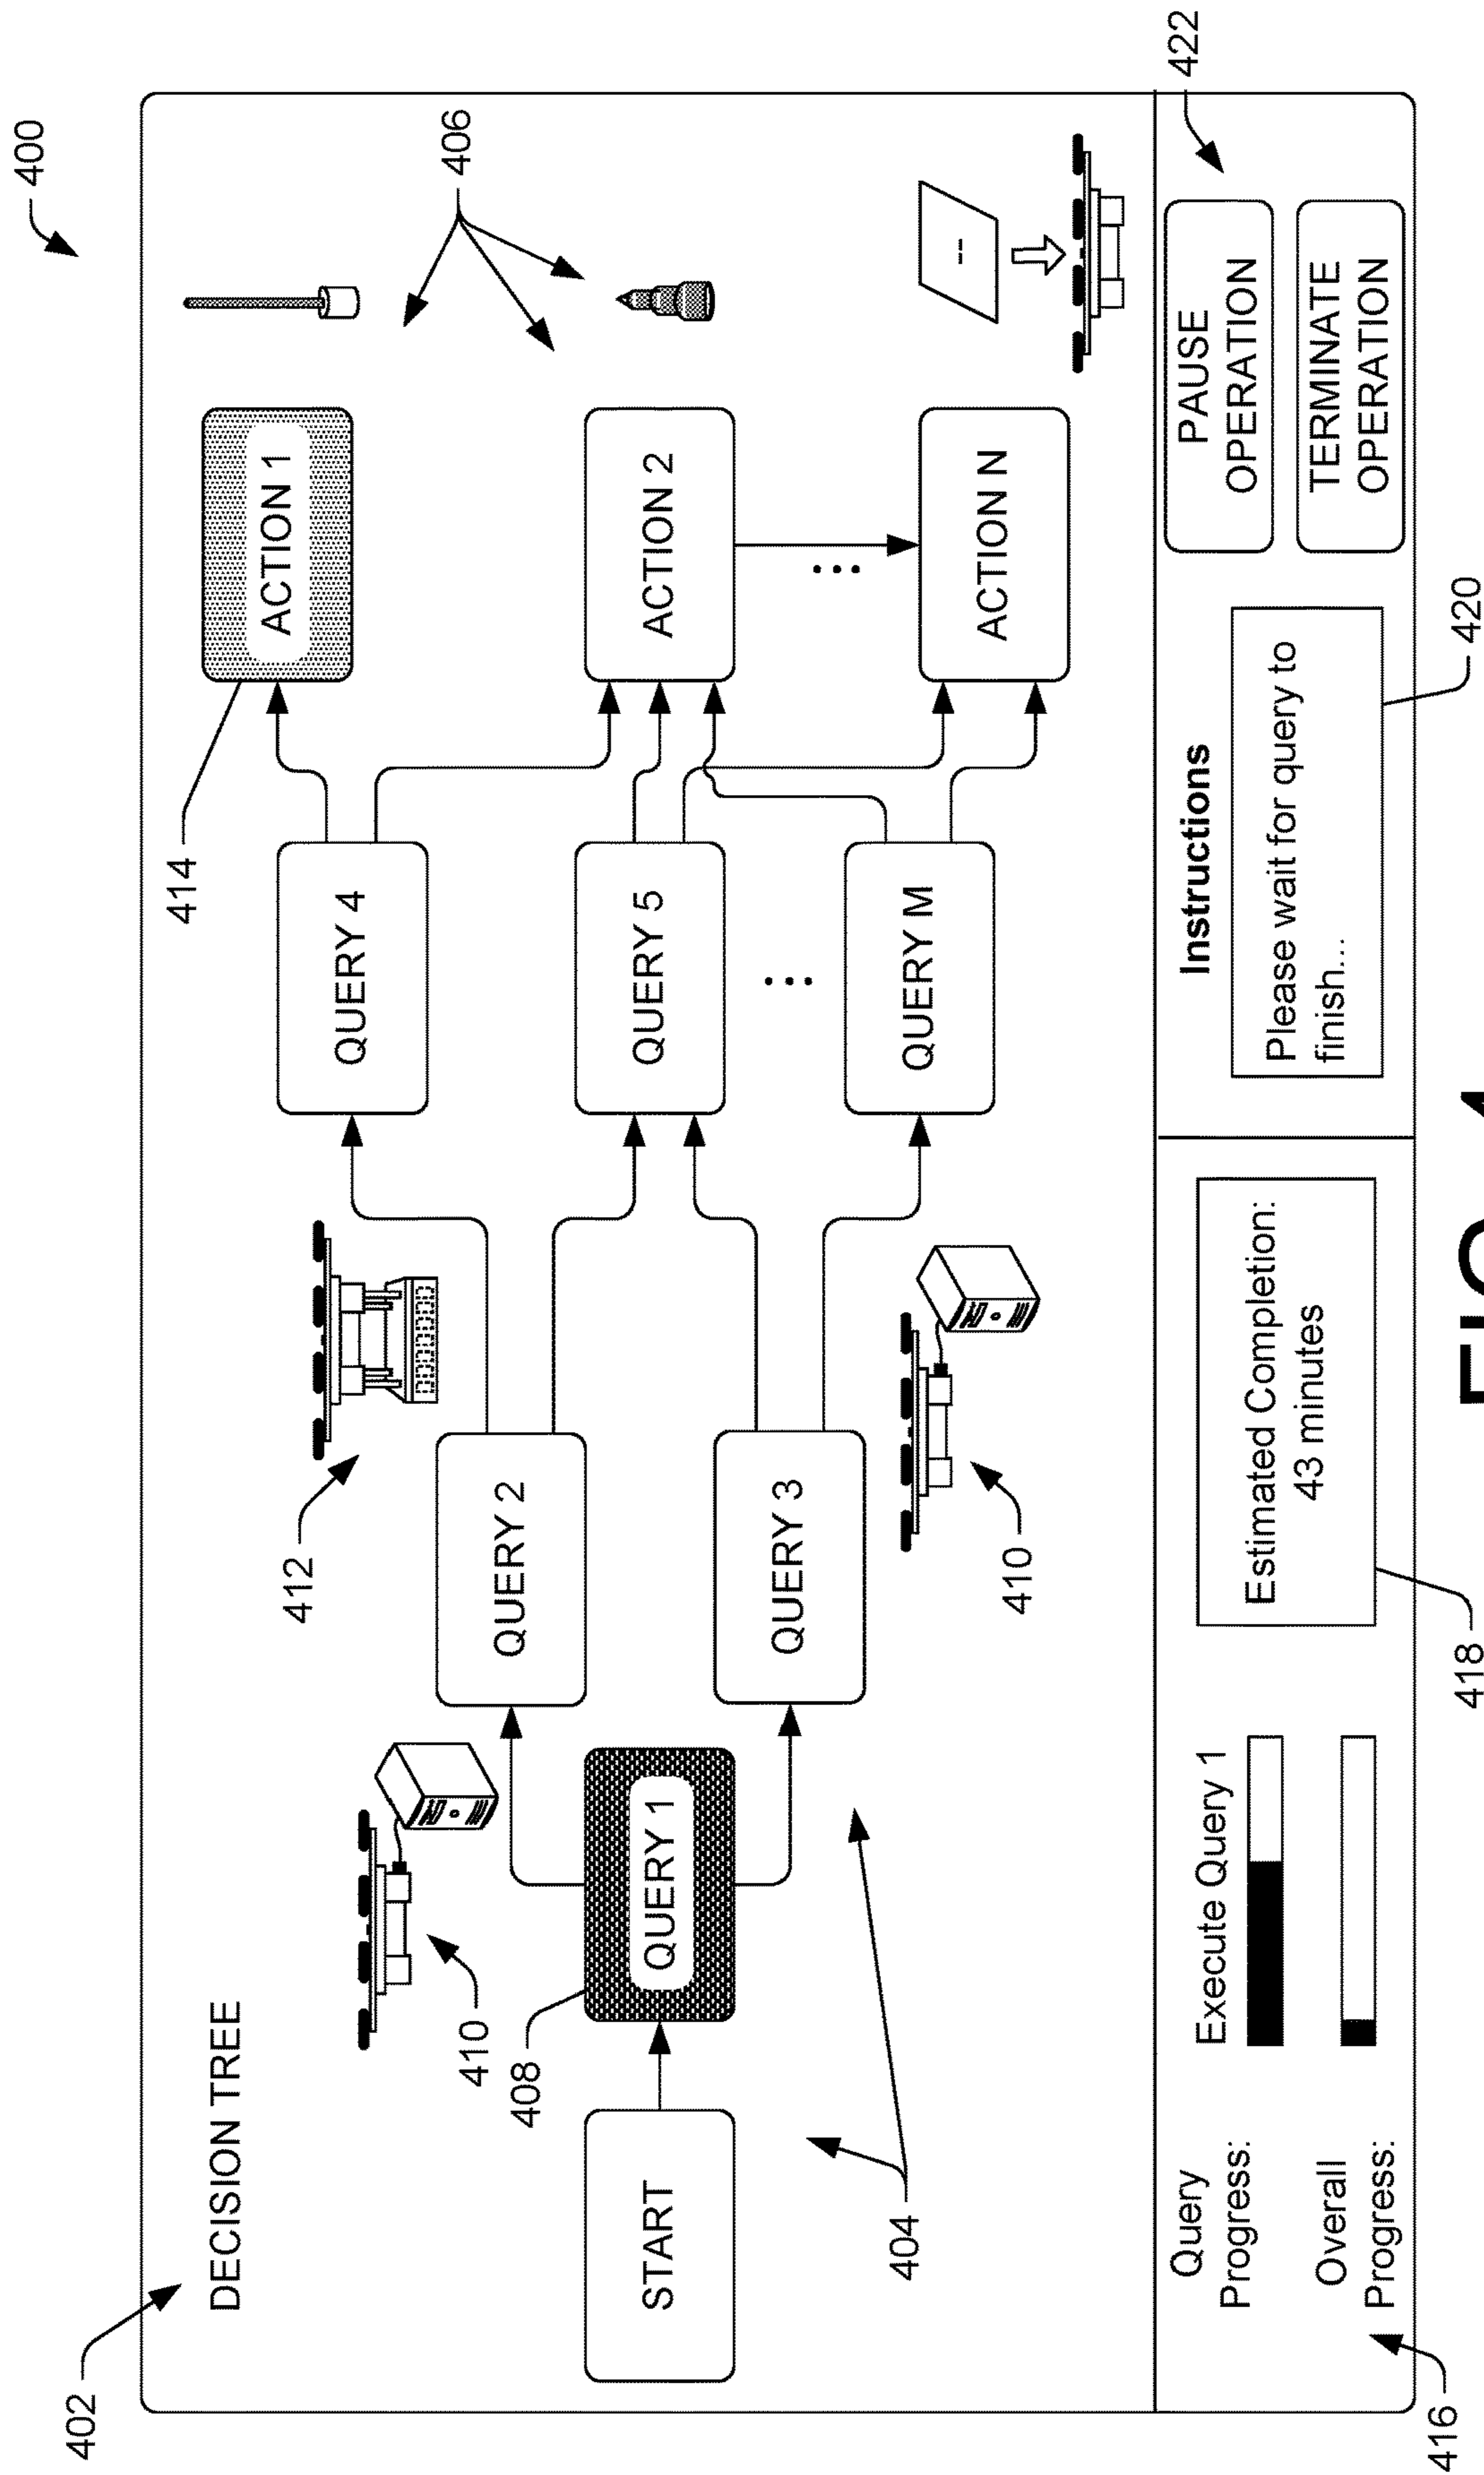 400
402
DECISION TREE
406
414
412
410
408
START
QUERY 1
QUERY 2
QUERY 3
QUERY 4
QUERY 5
...
QUERY M
ACTION 1
ACTION 2
...
ACTION N
--
404
410
Query
Progress:
Execute Query 1
Overall
Progress:
Estimated Completion:
43 minutes
Instructions
Please wait for query to
finish...
PAUSE
OPERATION
TERMINATE
OPERATION
416
418
420
422